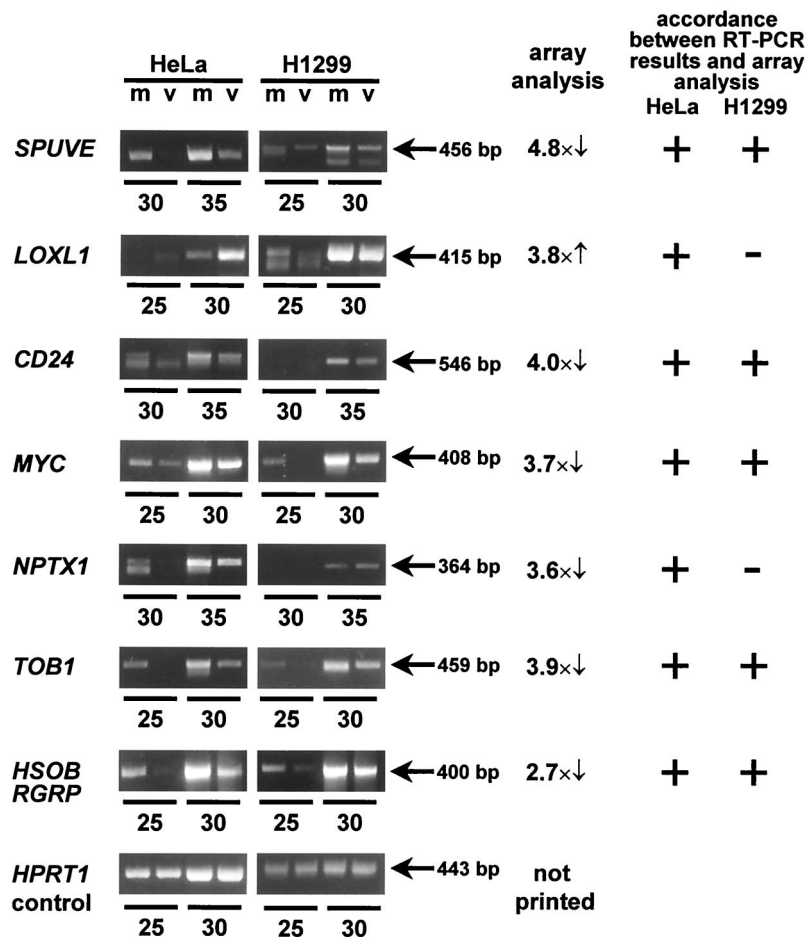 accordance
between RT-PCR
results and array
analysis
array
analysis
HeLa H1299
HeLa H1299
m v m v m v m v
SPUVE 456 bp 4.8×↓ + +
30 35 25 30
LOXL1 415 bp 3.8×↑ + -
25 30 25 30
CD24 546 bp 4.0×↓ + +
30 35 30 35
MYC 408 bp 3.7×↓ + +
25 30 25 30
NPTX1 364 bp 3.6×↓ + -
30 35 30 35
TOB1 459 bp 3.9×↓ + +
25 30 25 30
HSOB
RGRP 400 bp 2.7×↓ + +
25 30 25 30
HPRT1
control 443 bp not
printed
25 30 25 30